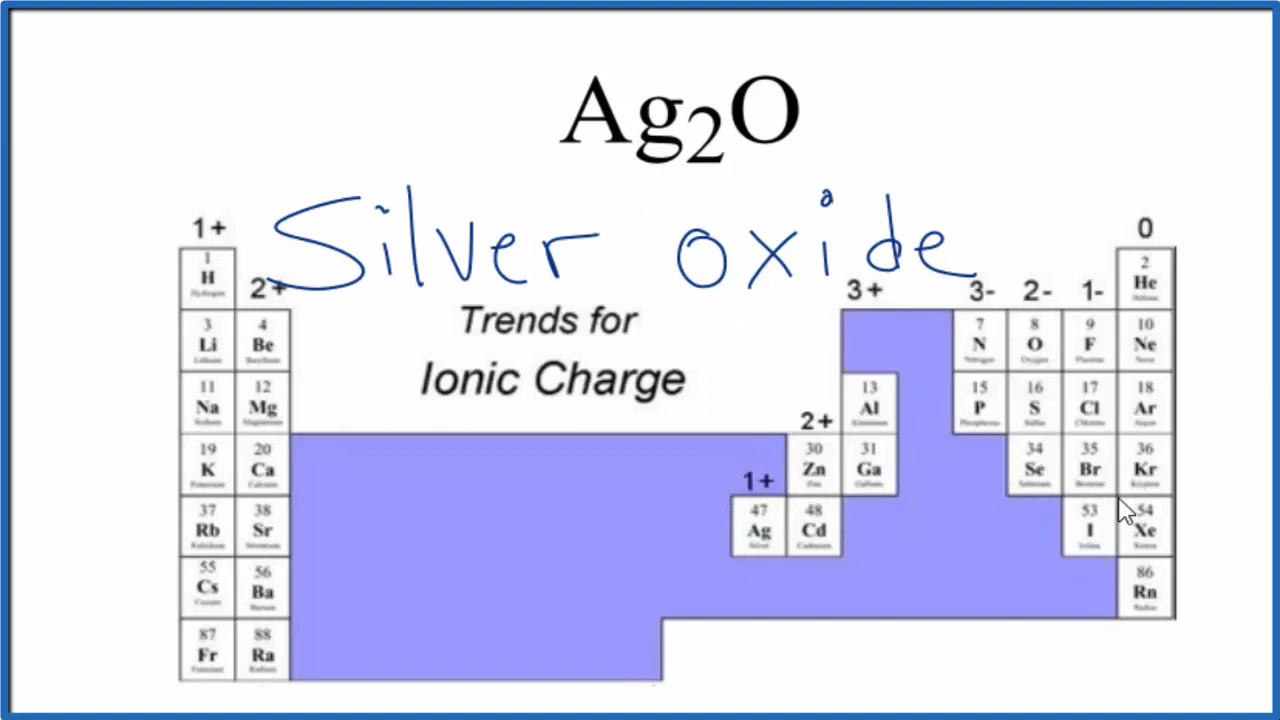 Ag2O
Silver oxide
1+ 0
1 2
H He
2+ 3+ 3- 2- 1-
Trends for
3 4 7 8 9 10
Li Be N O F Ne
Ionic Charge
11 12 13 15 16 17 18
Na Mg Al P S Cl Ar
2+
19 20 30 31 34 35 36
K Ca Zn Ga Se Br Kr
1+
37 38 47 48 53 54
Rb Sr Ag Cd I Xe
55 56 86
Cs Ba Rn
87 88
Fr Ra